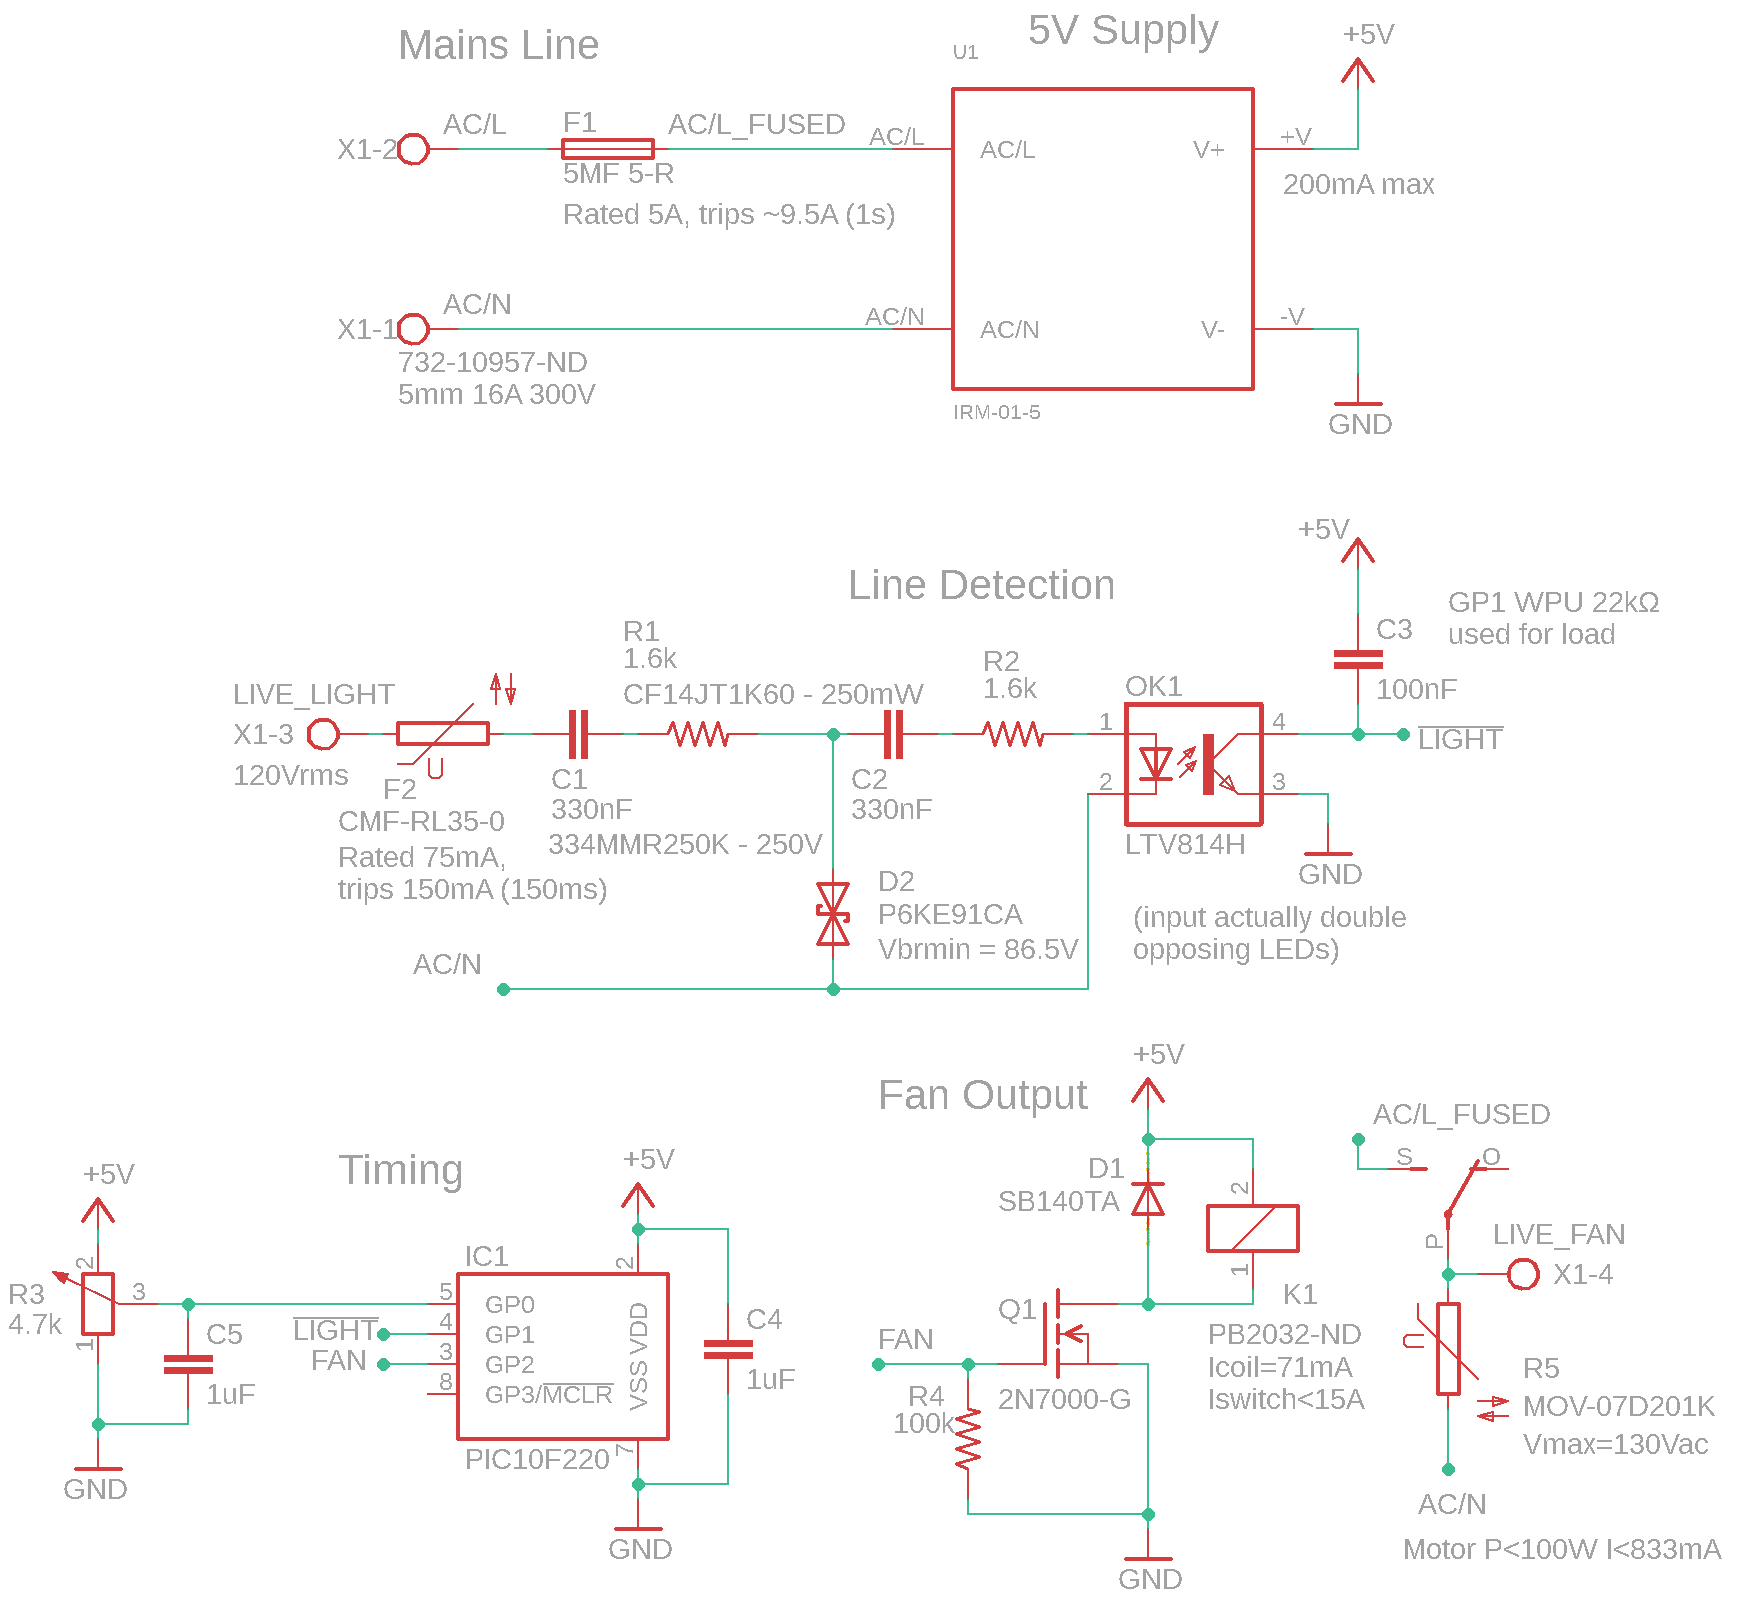 Mains Line
5V Supply
U1
+5V
X1-2
AC/L
F1
AC/L_FUSED
AC/L
AC/L
V+
+V
5MF 5-R
200mA max
Rated 5A, trips ~9.5A (1s)
X1-1
AC/N
AC/N
AC/N
V-
-V
732-10957-ND
5mm 16A 300V
IRM-01-5
GND
Line Detection
+5V
GP1 WPU 22kΩ
used for load
C3
100nF
R1
1.6k
CF14JT1K60 - 250mW
R2
1.6k
OK1
LIVE_LIGHT
X1-3
120Vrms
1
4
LIGHT
F2
CMF-RL35-0
Rated 75mA,
trips 150mA (150ms)
C1
330nF
334MMR250K - 250V
C2
330nF
2
3
LTV814H
GND
D2
P6KE91CA
Vbrmin = 86.5V
(input actually double
opposing LEDs)
AC/N
Timing
+5V
+5V
2
R3
4.7k
3
1
C5
1uF
GND
IC1
LIGHT
FAN
5
4
3
8
GP0
GP1
GP2
GP3/MCLR
2
VSS VDD
7
PIC10F220
C4
1uF
GND
Fan Output
+5V
D1
SB140TA
2
1
K1
PB2032-ND
Icoil=71mA
Iswitch<15A
Q1
2N7000-G
FAN
R4
100k
GND
AC/L_FUSED
S
O
P
LIVE_FAN
X1-4
R5
MOV-07D201K
Vmax=130Vac
AC/N
Motor P<100W I<833mA